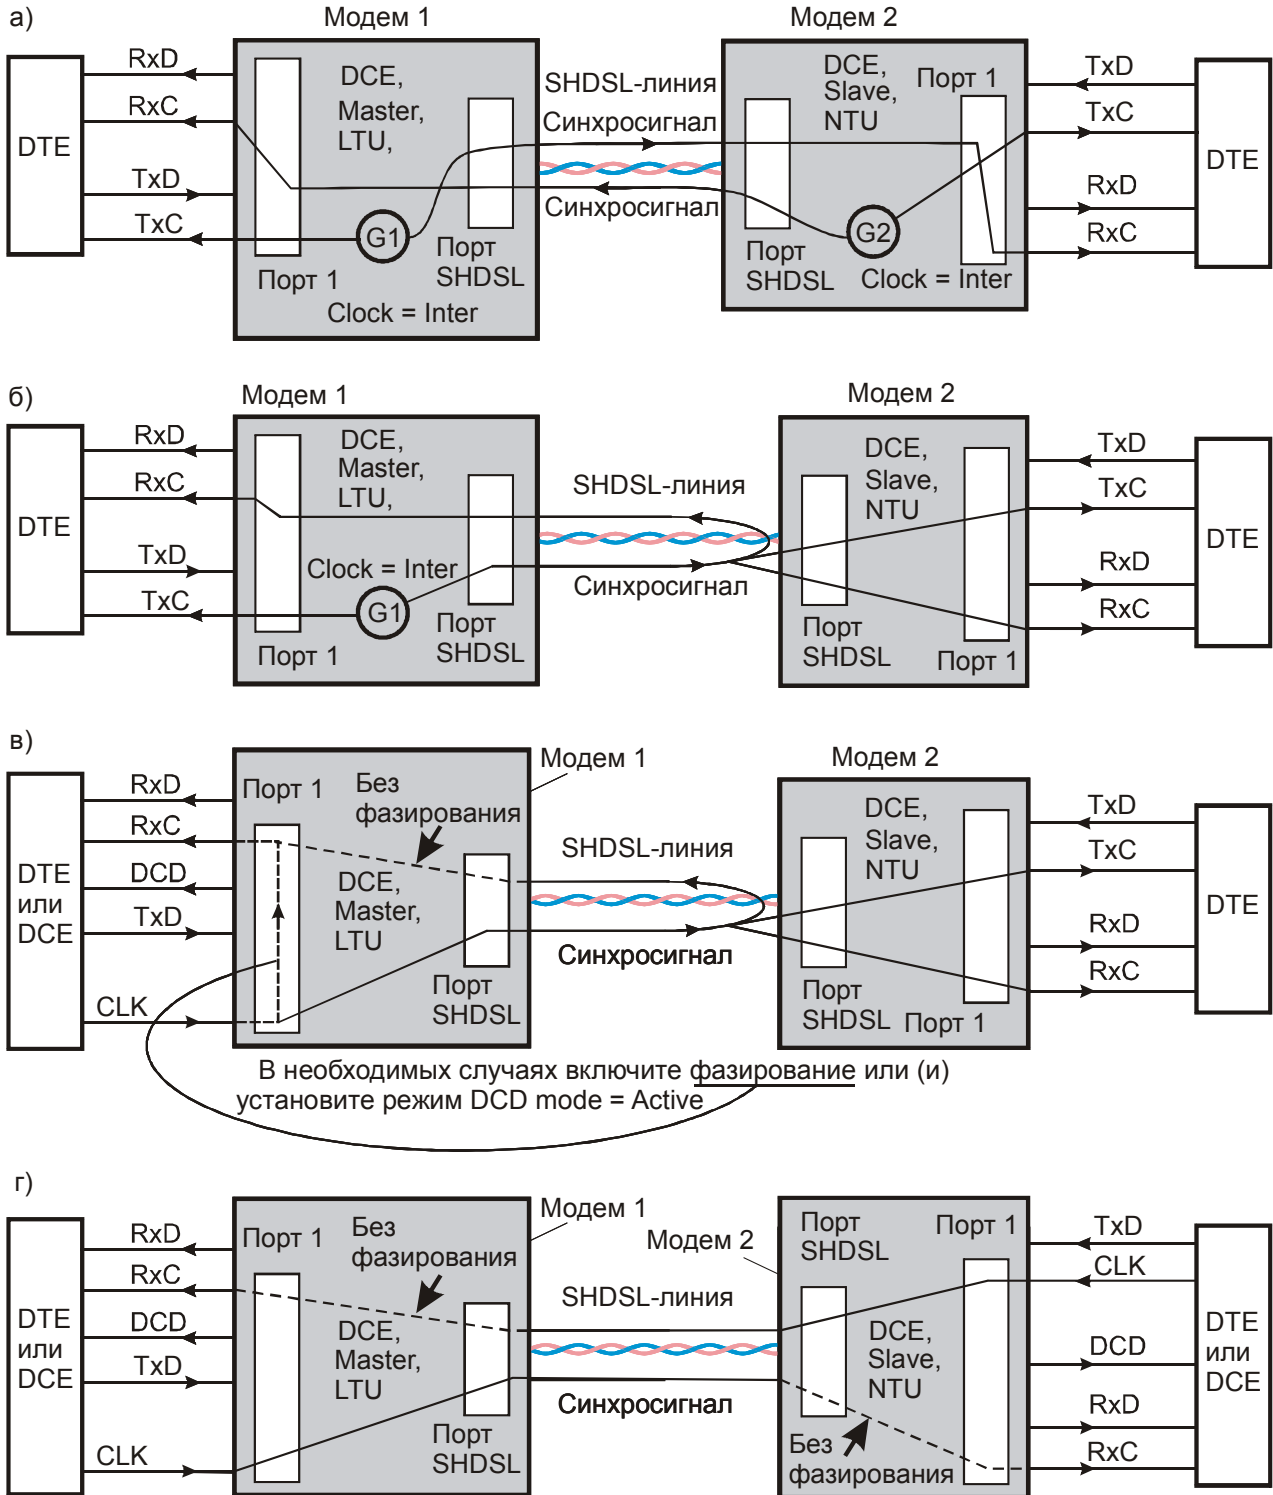 а)
Модем 1
Модем 2
RxD
RxC
TxD
TxC
DTE
DCE,
Master,
LTU,
G1
Порт 1
Порт
SHDSL
Clock = Inter
SHDSL-линия
Синхросигнал
Синхросигнал
DCE,
Slave,
NTU
Порт 1
G2
Порт
SHDSL
Clock = Inter
TxD
TxC
RxD
RxC
DTE
б)
Модем 1
Модем 2
RxD
RxC
TxD
TxC
DTE
DCE,
Master,
LTU,
Clock = Inter
G1
Порт 1
Порт
SHDSL
SHDSL-линия
Синхросигнал
DCE,
Slave,
NTU
Порт
SHDSL
Порт 1
TxD
TxC
RxD
RxC
DTE
в)
Модем 1
Модем 2
RxD
RxC
DCD
TxD
CLK
DTE
или
DCE
Порт 1
Без
фазирования
DCE,
Master,
LTU
Порт
SHDSL
SHDSL-линия
Синхросигнал
DCE,
Slave,
NTU
Порт
SHDSL
Порт 1
TxD
TxC
RxD
RxC
DTE
В необходимых случаях включите фазирование или (и)
установите режим DCD mode = Active
г)
Модем 1
Модем 2
RxD
RxC
DCD
TxD
CLK
DTE
или
DCE
Порт 1
Без
фазирования
DCE,
Master,
LTU
Порт
SHDSL
SHDSL-линия
Синхросигнал
Порт
SHDSL
Порт 1
DCE,
Slave,
NTU
Без
фазирования
TxD
CLK
DCD
RxD
RxC
DTE
или
DCE